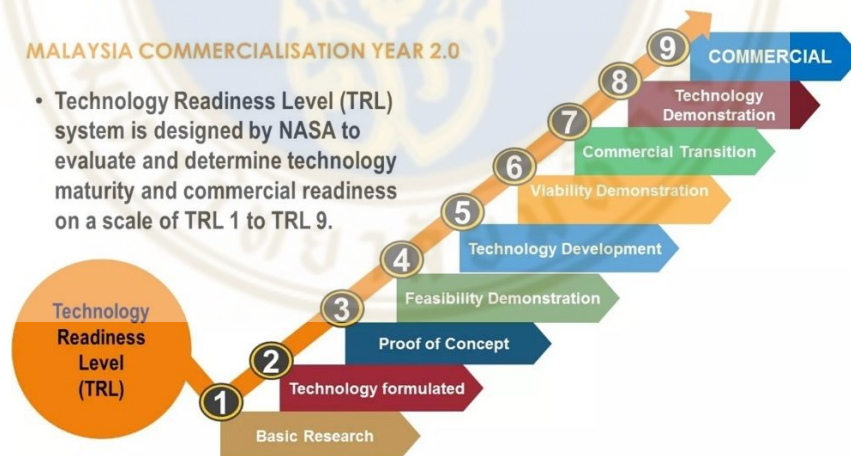 MALAYSIA COMMERCIALISATION YEAR 2.0
• Technology Readiness Level (TRL)
system is designed by NASA to
evaluate and determine technology
maturity and commercial readiness
on a scale of TRL 1 to TRL 9.
Technology
Readiness
Level
(TRL)
9
COMMERCIAL
8
Technology
Demonstration
7
Commercial Transition
6
Viability Demonstration
5
Technology Development
4
Feasibility Demonstration
3
Proof of Concept
2
Technology formulated
1
Basic Research